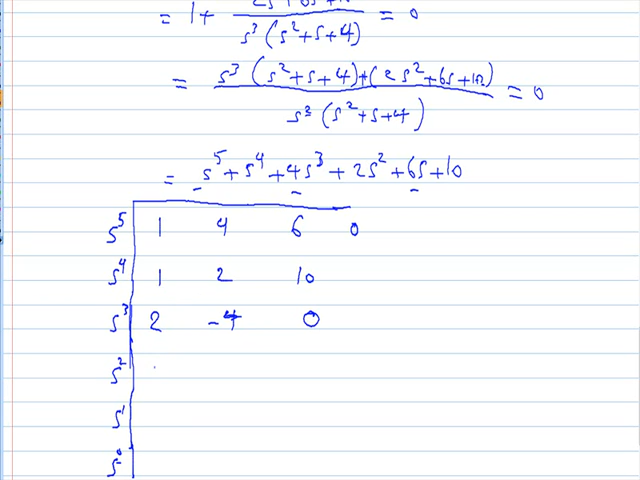 = 1 + 2s²+6s+10 / s³(s²+s+4) = 0
= s³(s²+s+4)+(2s²+6s+10) / s³(s²+s+4) = 0
= s⁵+s⁴+4s³+2s²+6s+10
s⁵ 1 4 6 0
s⁴ 1 2 10
s³ 2 -4 0
s²
s¹
s⁰